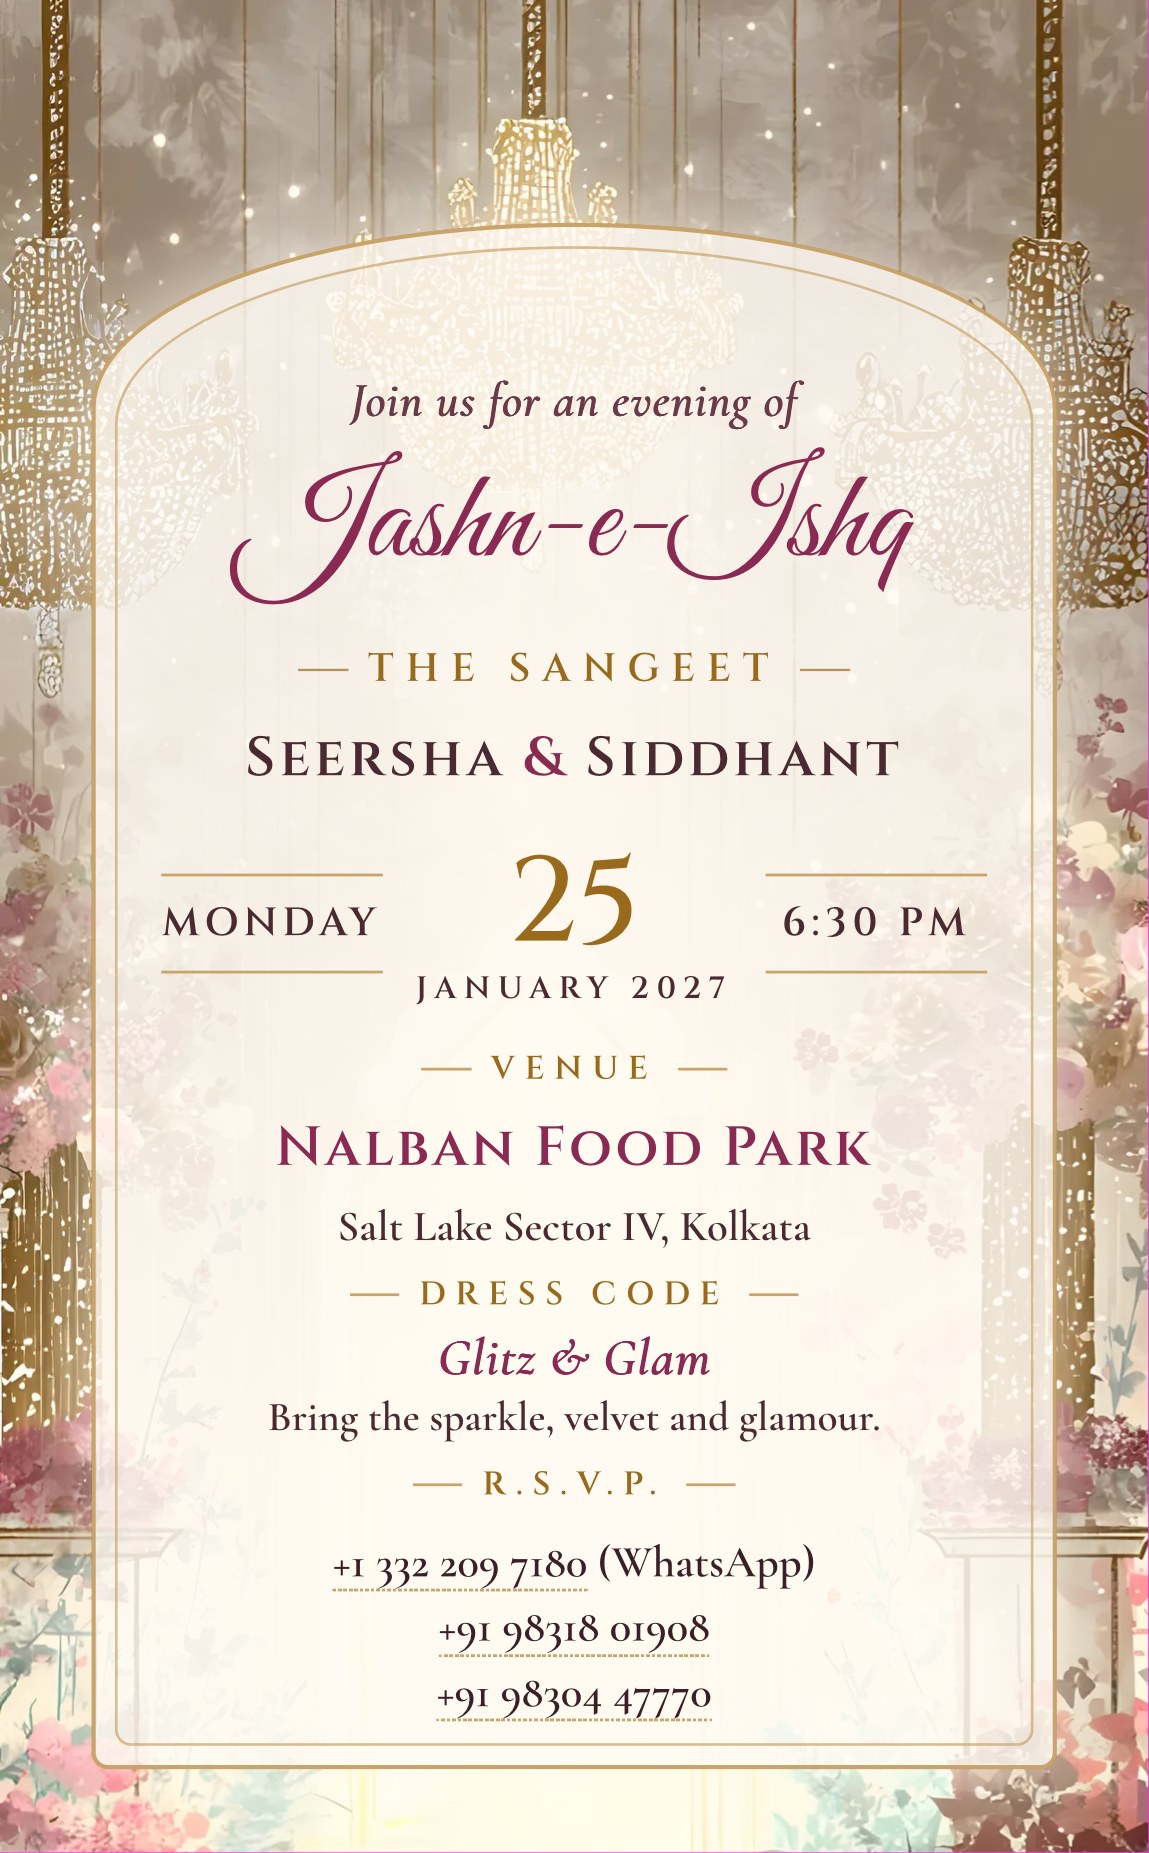 Join us for an evening of
Jashn-e-Ishq
THE SANGEET
SEERSHA & SIDDHANT
MONDAY
25
JANUARY 2027
6:30 PM
VENUE
NALBAN FOOD PARK
Salt Lake Sector IV, Kolkata
DRESS CODE
Glitz & Glam
Bring the sparkle, velvet and glamour.
R.S.V.P.
+1 332 209 7180 (WhatsApp)
+91 98318 01908
+91 98304 47770